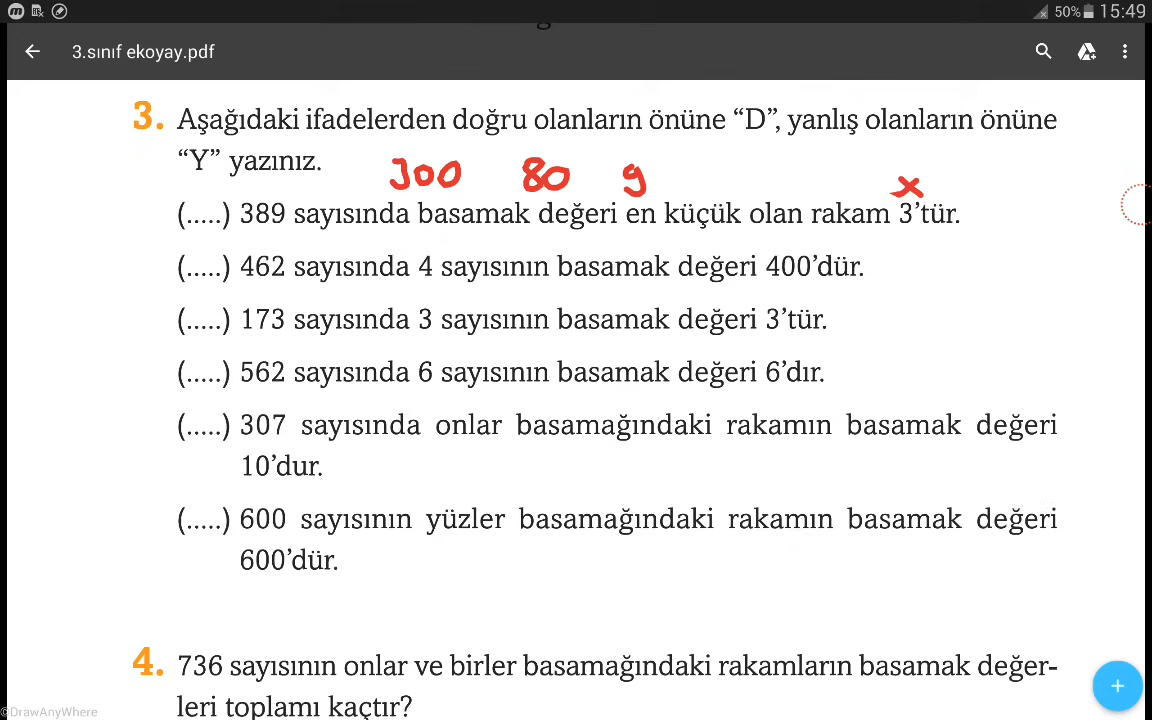 50% 15:49
3.sınıf ekoyay.pdf
3. Aşağıdaki ifadelerden doğru olanların önüne “D”, yanlış olanların önüne
“Y” yazınız.
300 80 9
x
(.....) 389 sayısında basamak değeri en küçük olan rakam 3’tür.
(.....) 462 sayısında 4 sayısının basamak değeri 400’dür.
(.....) 173 sayısında 3 sayısının basamak değeri 3’tür.
(.....) 562 sayısında 6 sayısının basamak değeri 6’dır.
(.....) 307 sayısında onlar basamağındaki rakamın basamak değeri
10’dur.
(.....) 600 sayısının yüzler basamağındaki rakamın basamak değeri
600’dür.
4. 736 sayısının onlar ve birler basamağındaki rakamların basamak değer-
leri toplamı kaçtır?
©DrawAnyWhere